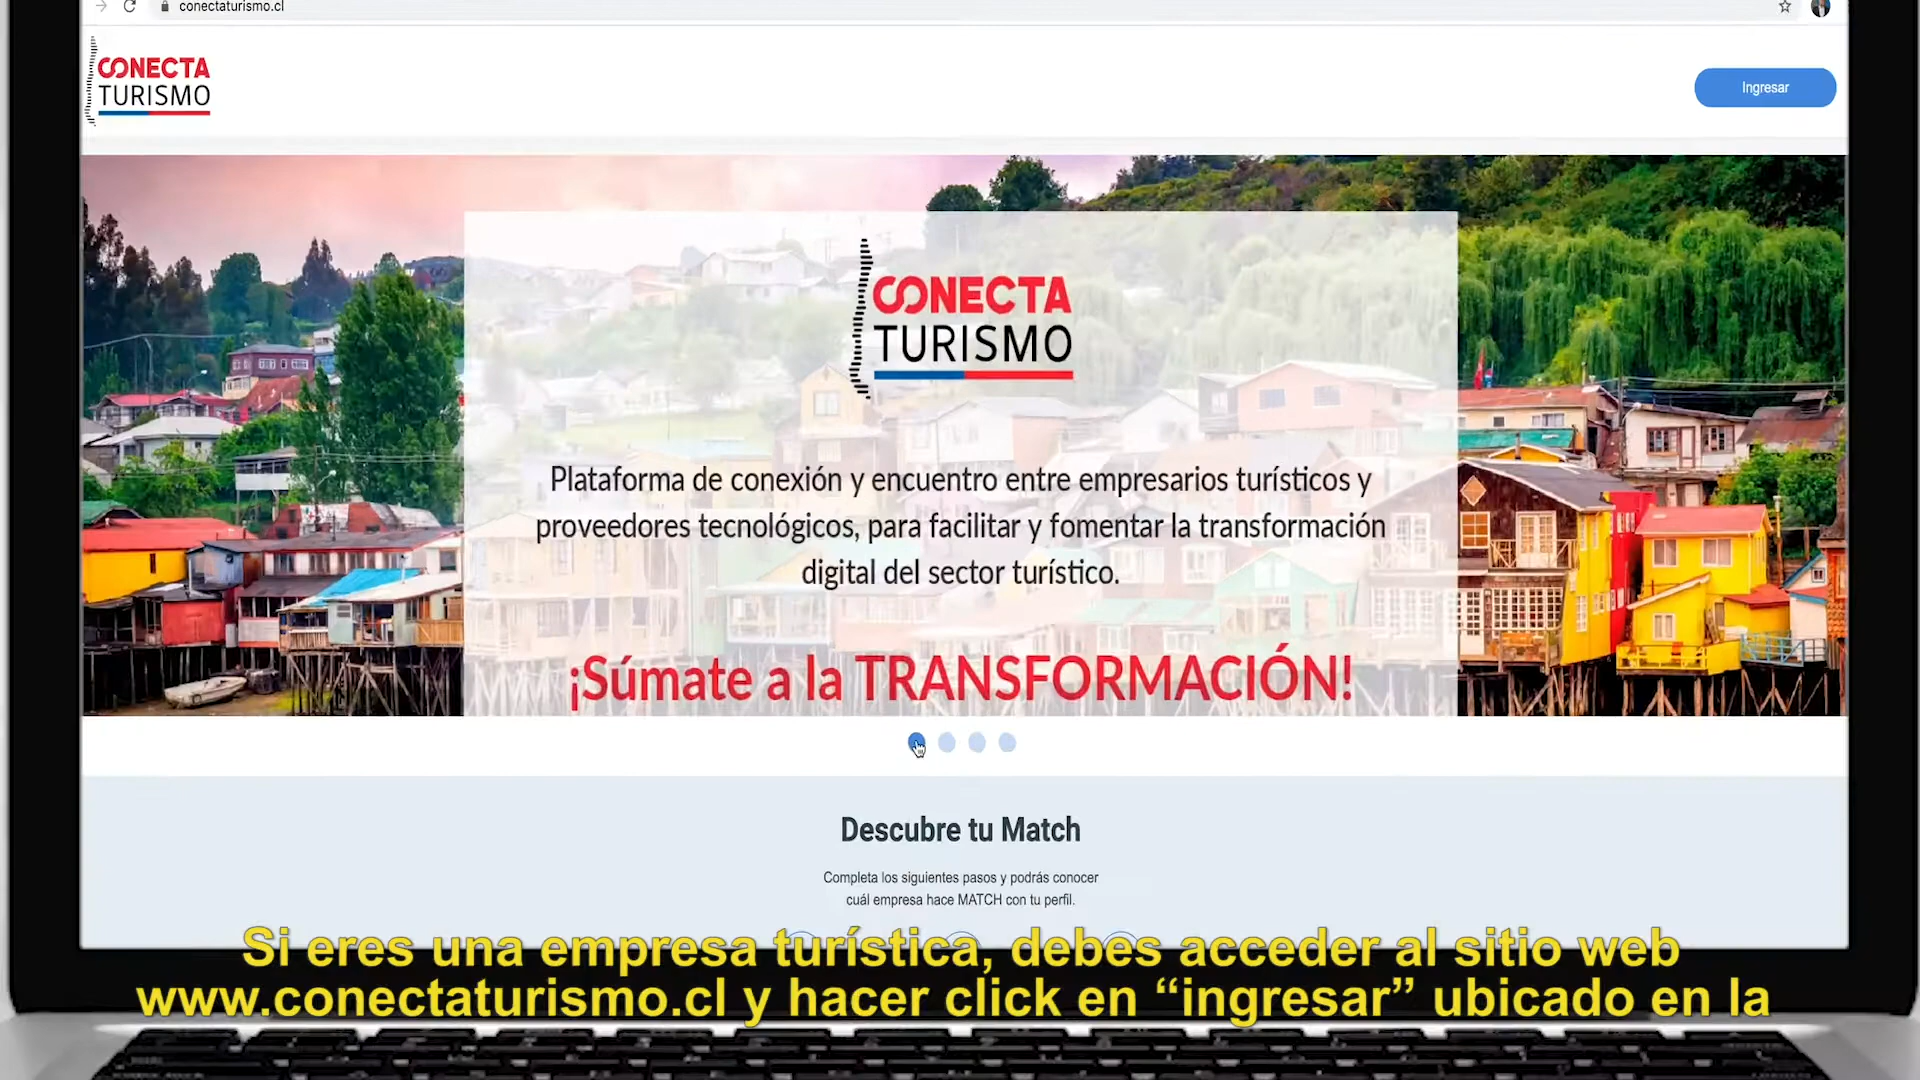 conectaturismo.cl
CONECTA
TURISMO
Ingresar
CONECTA
TURISMO
Plataforma de conexión y encuentro entre empresarios turísticos y
proveedores tecnológicos, para facilitar y fomentar la transformación
digital del sector turístico.
¡Súmate a la TRANSFORMACIÓN!
Descubre tu Match
Completa los siguientes pasos y podrás conocer
cuál empresa hace MATCH con tu perfil.
Si eres una empresa turística, debes acceder al sitio web
www.conectaturismo.cl y hacer click en “ingresar” ubicado en la